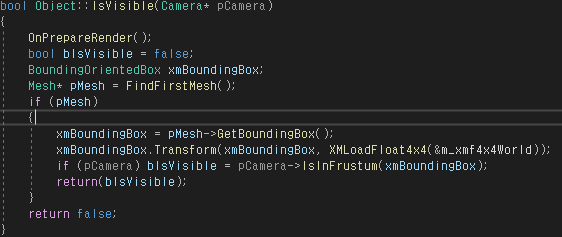 bool Object::IsVisible(Camera* pCamera)
{
OnPrepareRender();
bool bIsVisible = false;
BoundingOrientedBox xmBoundingBox;
Mesh* pMesh = FindFirstMesh();
if (pMesh)
{
xmBoundingBox = pMesh->GetBoundingBox();
xmBoundingBox.Transform(xmBoundingBox, XMLoadFloat4x4(&m_xmf4x4World));
if (pCamera) bIsVisible = pCamera->IsInFrustum(xmBoundingBox);
return(bIsVisible);
}
return false;
}